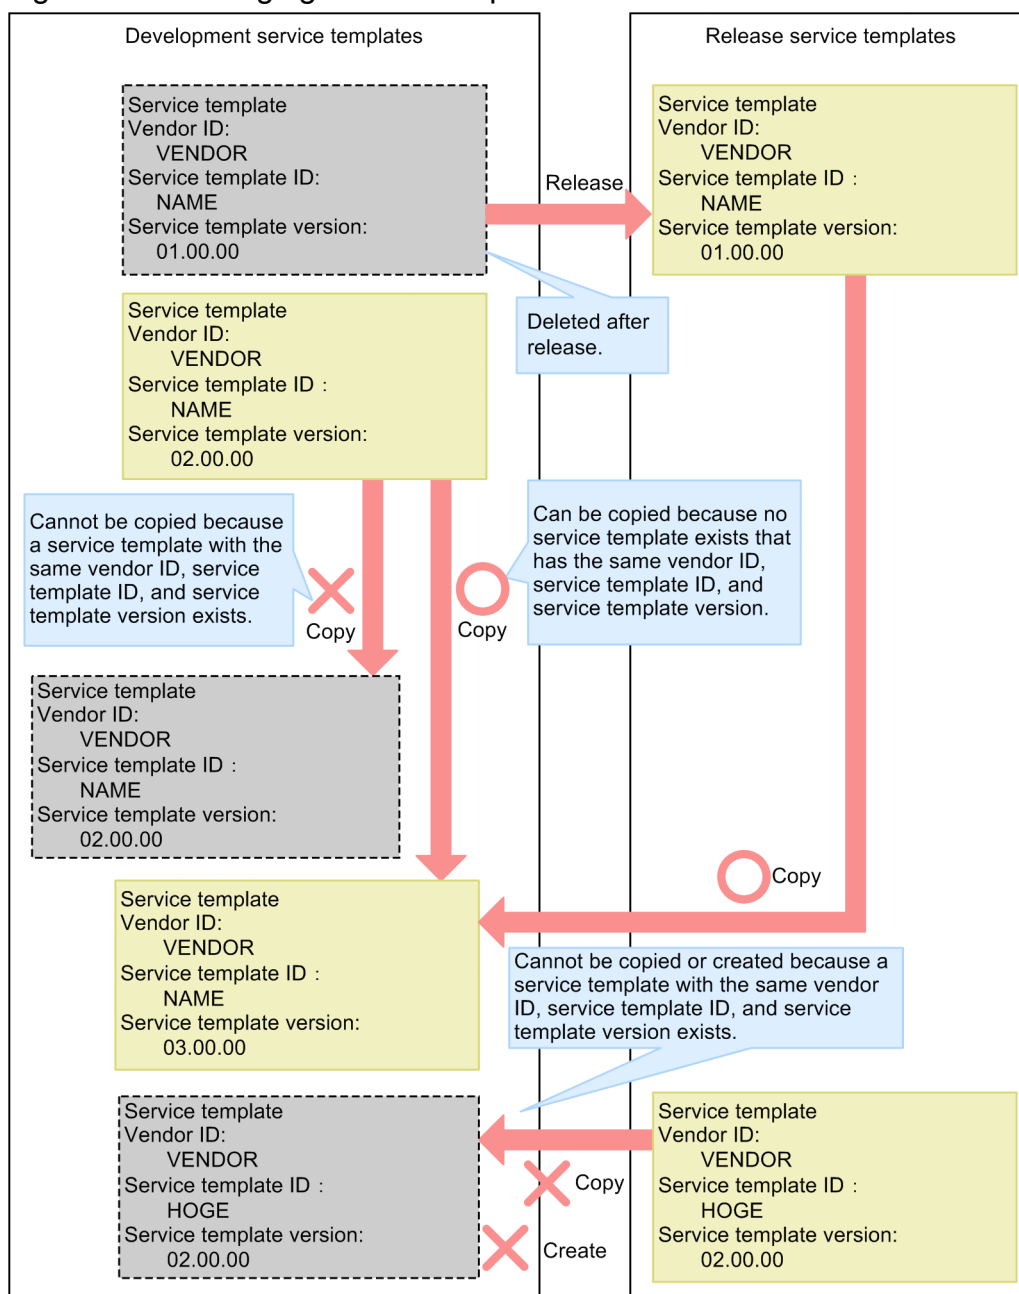 Development service templates
Release service templates
Service template
Vendor ID:
VENDOR
Service template ID:
NAME
Service template version:
01.00.00
Release
Service template
Vendor ID:
VENDOR
Service template ID :
NAME
Service template version:
01.00.00
Deleted after
release.
Service template
Vendor ID:
VENDOR
Service template ID :
NAME
Service template version:
02.00.00
Cannot be copied because
a service template with the
same vendor ID, service
template ID, and service
template version exists.
Copy
Can be copied because no
service template exists that
has the same vendor ID,
service template ID, and
service template version.
Copy
Service template
Vendor ID:
VENDOR
Service template ID :
NAME
Service template version:
02.00.00
Copy
Service template
Vendor ID:
VENDOR
Service template ID :
NAME
Service template version:
03.00.00
Cannot be copied or created because a
service template with the same vendor
ID, service template ID, and service
template version exists.
Service template
Vendor ID:
VENDOR
Service template ID :
HOGE
Service template version:
02.00.00
Copy
Create
Service template
Vendor ID:
VENDOR
Service template ID :
HOGE
Service template version:
02.00.00